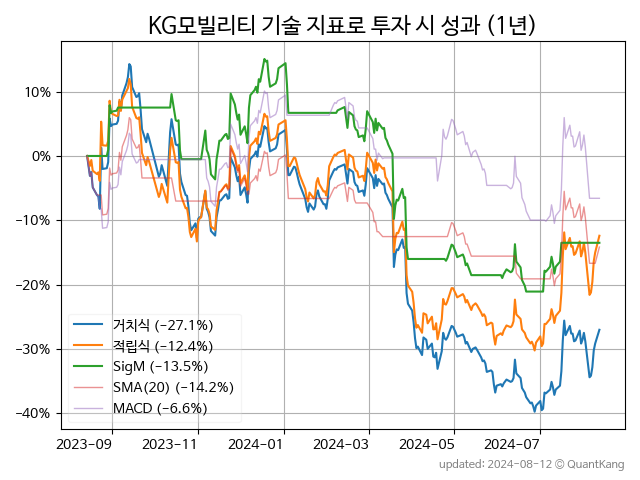 KG모빌리티 기술 지표로 투자 시 성과 (1년)
10%
0%
−10%
−20%
−30%
−40%
거치식 (−27.1%)
적립식 (−12.4%)
SigM (−13.5%)
SMA(20) (−14.2%)
MACD (−6.6%)
2023−09 2023−11 2024−01 2024−03 2024−05 2024−07
updated: 2024−08−12 © QuantKang